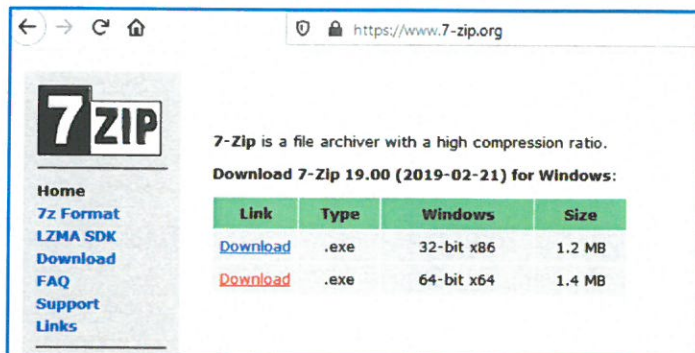 https://www.7-zip.org
7 ZIP
7-Zip is a file archiver with a high compression ratio.
Download 7-Zip 19.00 (2019-02-21) for Windows:
Link Type Windows Size
Download .exe 32-bit x86 1.2 MB
Download .exe 64-bit x64 1.4 MB
Home
7z Format
LZMA SDK
Download
FAQ
Support
Links